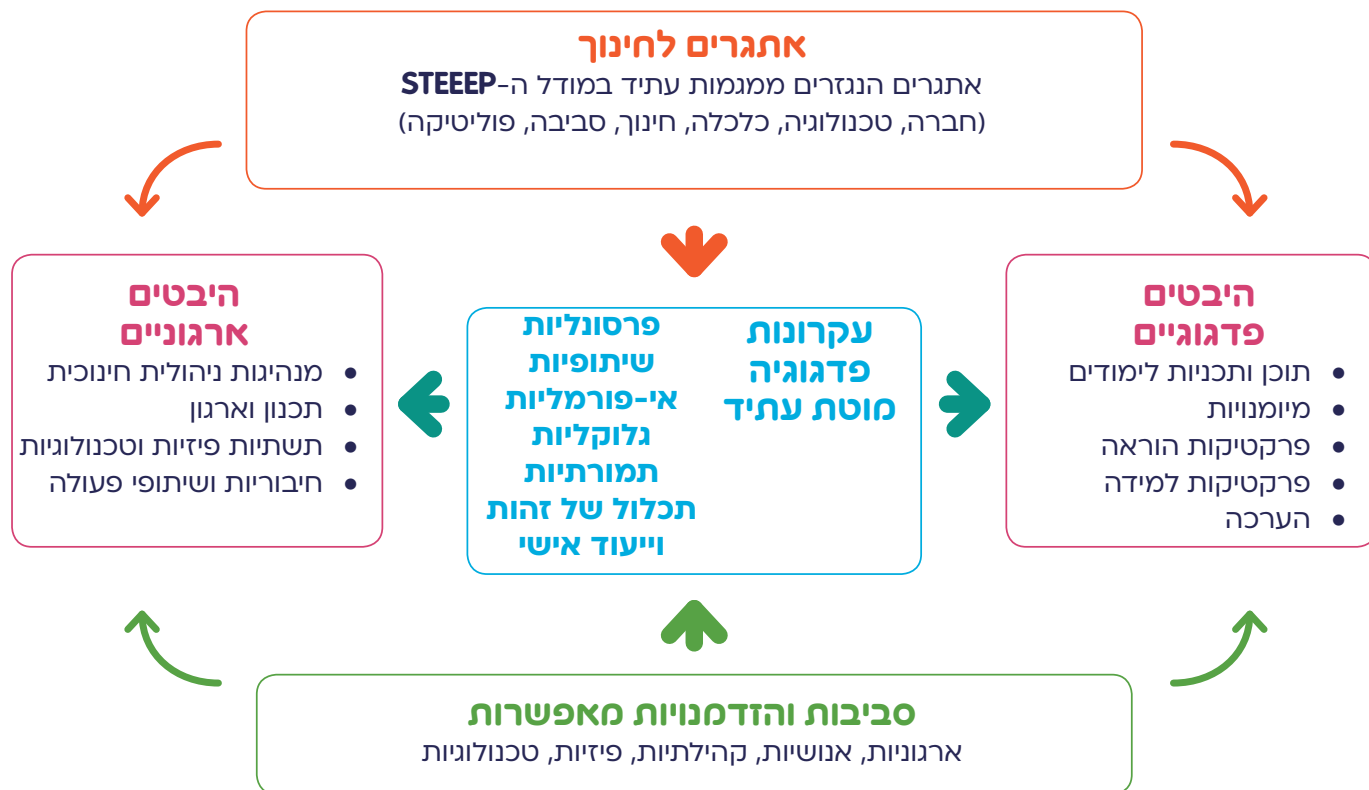 אתגרים לחינוך
אתגרים הנגזרים ממגמות עתיד במודל ה-STEEEP
(חברה, טכנולוגיה, כלכלה, חינוך, סביבה, פוליטיקה)
היבטים
פדגוגיים
● תוכן ותכניות לימודים
● מיומנויות
● פרקטיקות הוראה
● פרקטיקות למידה
● הערכה
עקרונות
פדגוגיה
מוטת עתיד
פרסונליות
שיתופיות
אי-פורמליות
גלוקליות
תמורתיות
תכלול של זהות
וייעוד אישי
היבטים
ארגוניים
● מנהיגות ניהולית חינוכית
● תכנון וארגון
● תשתיות פיזיות וטכנולוגיות
● חיבוריות ושיתופי פעולה
סביבות והזדמנויות מאפשרות
ארגוניות, אנושיות, קהילתיות, פיזיות, טכנולוגיות